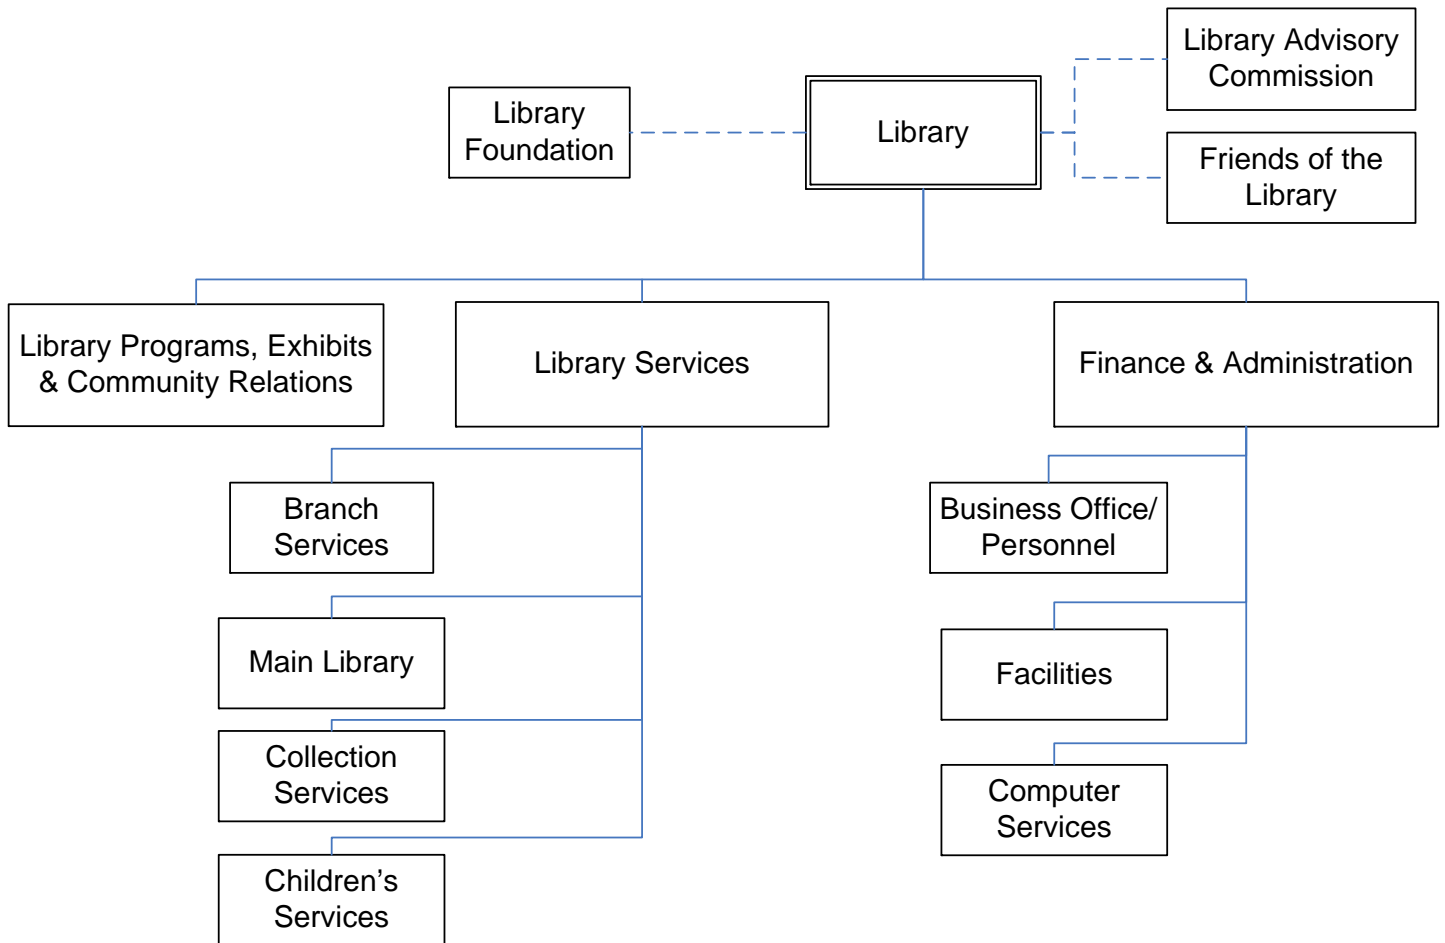 Library Advisory
Commission
Library
Foundation
Library
Friends of the
Library
Library Programs, Exhibits
& Community Relations
Library Services
Finance & Administration
Branch
Services
Business Office/
Personnel
Main Library
Facilities
Collection
Services
Computer
Services
Children’s
Services